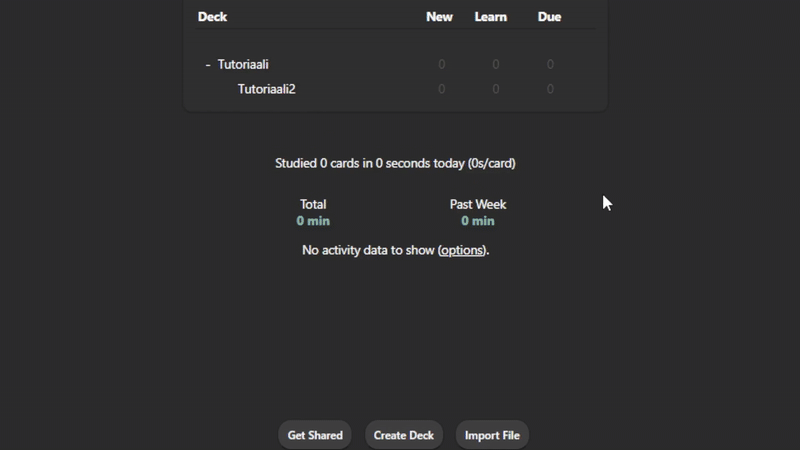 Deck New Learn Due
- Tutoriaali 0 0 0
Tutoriaali2 0 0 0
Studied 0 cards in 0 seconds today (0s/card)
Total Past Week
0 min 0 min
No activity data to show (options).
Get Shared Create Deck Import File